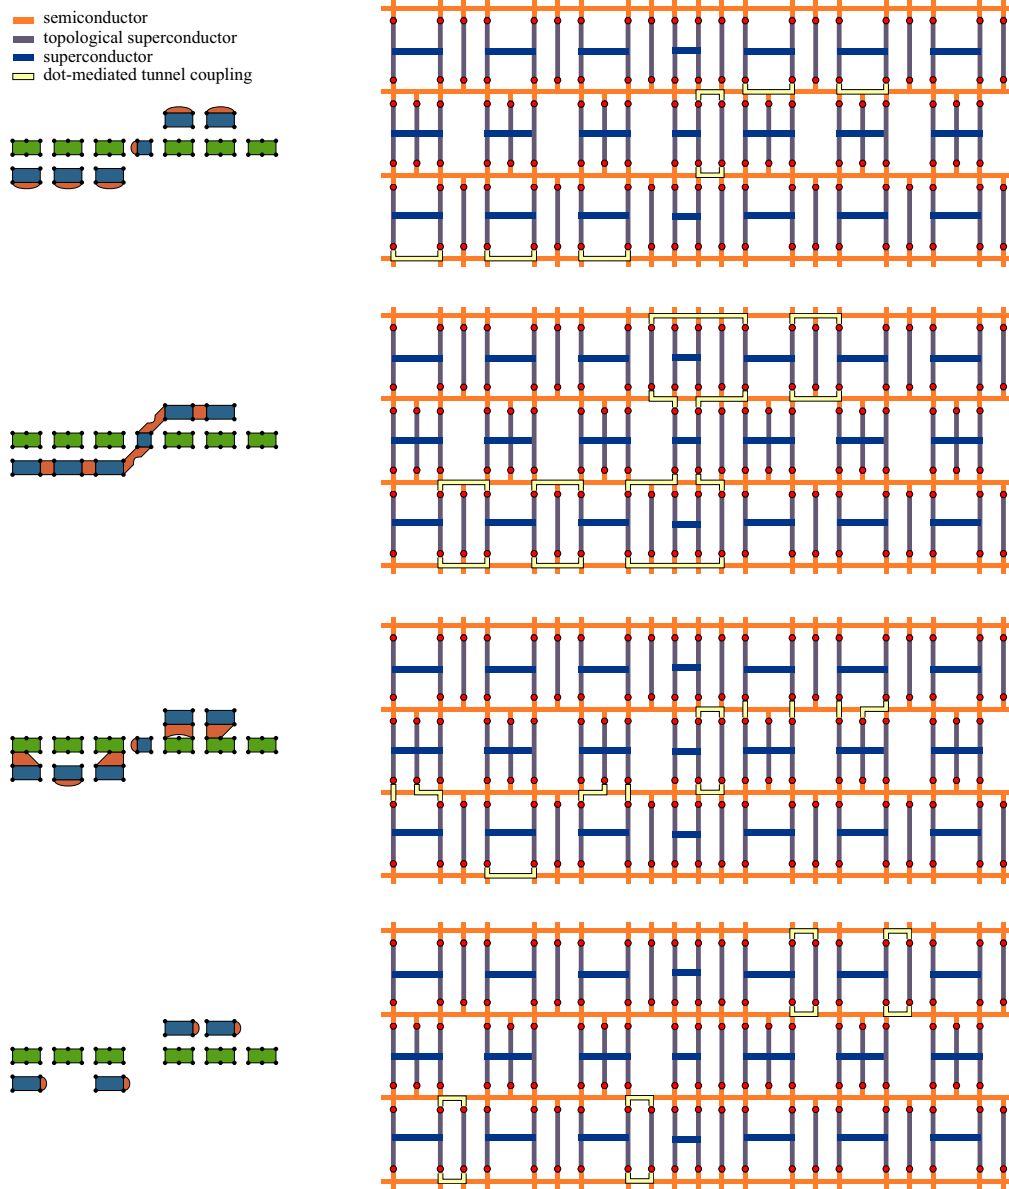 semiconductor
topological superconductor
superconductor
dot-mediated tunnel coupling